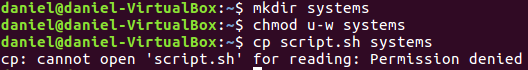 daniel@daniel-VirtualBox:~$ mkdir systems
daniel@daniel-VirtualBox:~$ chmod u-w systems
daniel@daniel-VirtualBox:~$ cp script.sh systems
cp: cannot open 'script.sh' for reading: Permission denied